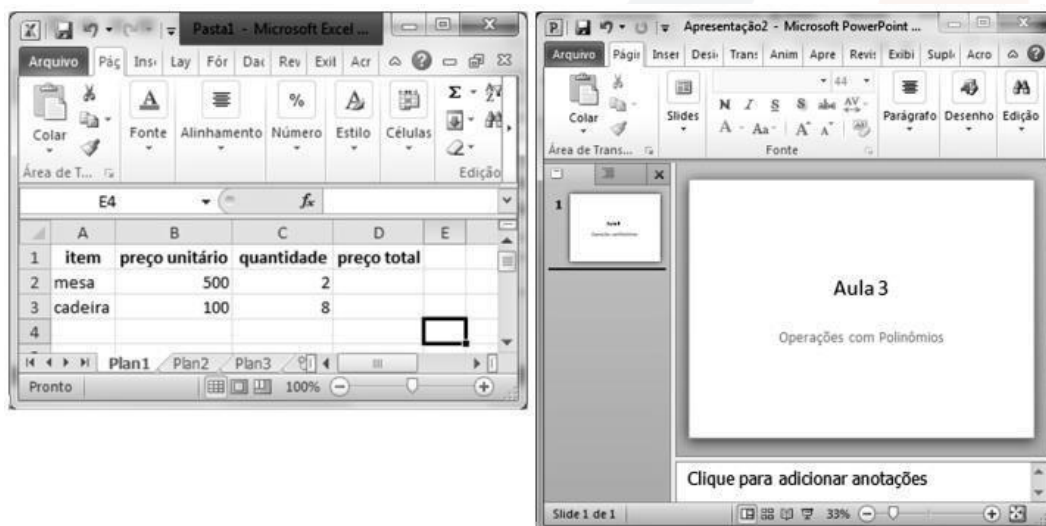 Pasta1 - Microsoft Excel ...
Arquivo Pág Ins Lay Fór Dac Rev Exil Acr
Colar Fonte Alinhamento Número Estilo Células
Área de T... Edição
E4 fx
A B C D E
1 item preço unitário quantidade preço total
2 mesa 500 2
3 cadeira 100 8
4
Plan1 Plan2 Plan3
Pronto 100%
Apresentação2 - Microsoft PowerPoint ...
Arquivo Págir Inser Desi Trans Anim Apre Revis Exibi Suple Acro
44
Colar Slides N I S S abe AV Parágrafo Desenho Edição
A Aa A A
Área de Trans... Fonte
1
Aula 3
Operações com Polinômios
Clique para adicionar anotações
Slide 1 de 1 33%